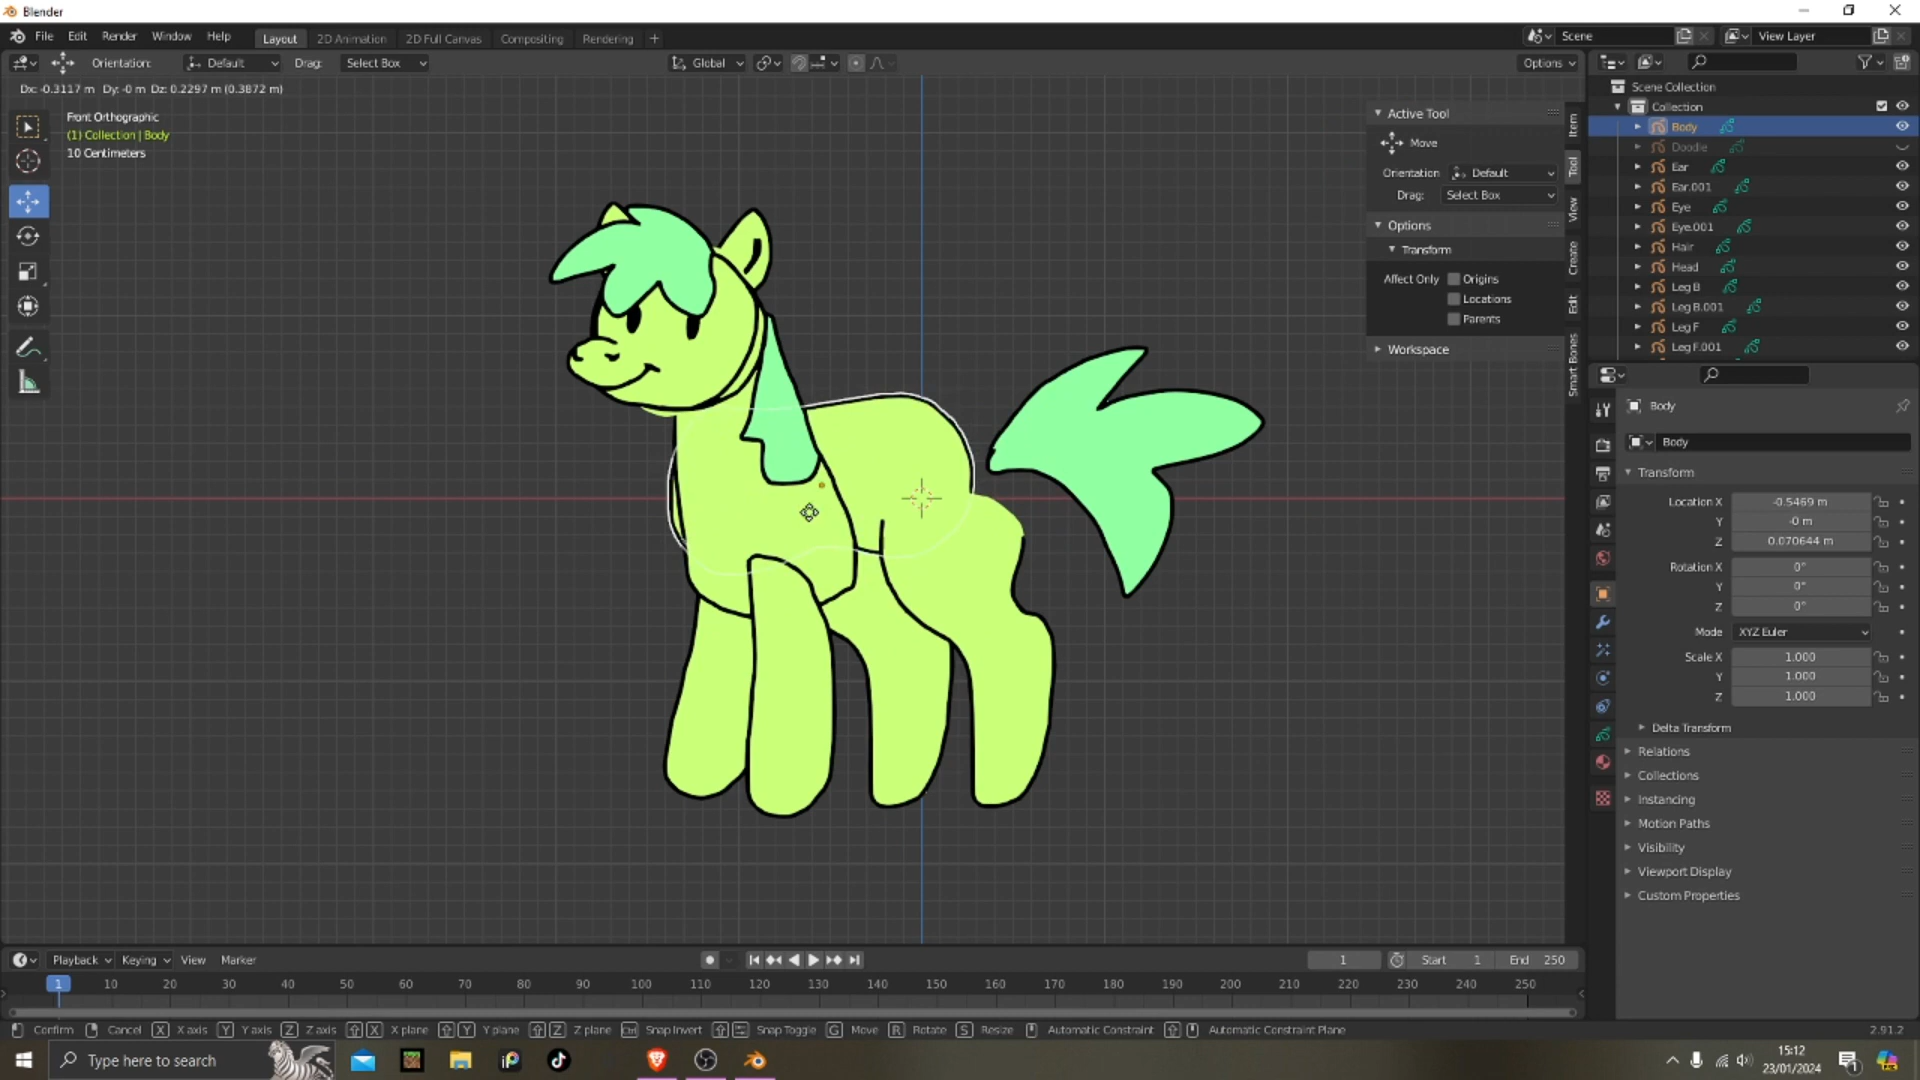 Blender
File Edit Render Window Help Layout 2D Animation 2D Full Canvas Compositing Rendering + Scene View Layer
Orientation: Default Drag: Select Box Global Options
Dx: -0.3117 m Dy: -0 m Dz: 0.2297 m (0.3872 m)
Front Orthographic
(1) Collection | Body
10 Centimeters
Active Tool
Move
Orientation Default
Drag: Select Box
Options
Transform
Affect Only Origins
Locations
Parents
Workspace
Item
Tool
View
Create
Edit
Smart Bones
Scene Collection
Collection
Body
Doodle
Ear
Ear.001
Eye
Eye.001
Hair
Head
Leg B
Leg B.001
Leg F
Leg F.001
Body
Body
Transform
Location X -0.5469 m
Y -0 m
Z 0.070644 m
Rotation X 0°
Y 0°
Z 0°
Mode XYZ Euler
Scale X 1.000
Y 1.000
Z 1.000
Delta Transform
Relations
Collections
Instancing
Motion Paths
Visibility
Viewport Display
Custom Properties
Playback Keying View Marker 1 Start 1 End 250
1 10 20 30 40 50 60 70 80 90 100 110 120 130 140 150 160 170 180 190 200 210 220 230 240 250
Confirm Cancel X X axis Y Y axis Z Z axis X X plane Y Y plane Z Z plane Ctrl Snap Invert Snap Toggle G Move R Rotate S Resize Automatic Constraint Automatic Constraint Plane 2.91.2
Type here to search
15:12
23/01/2024
1